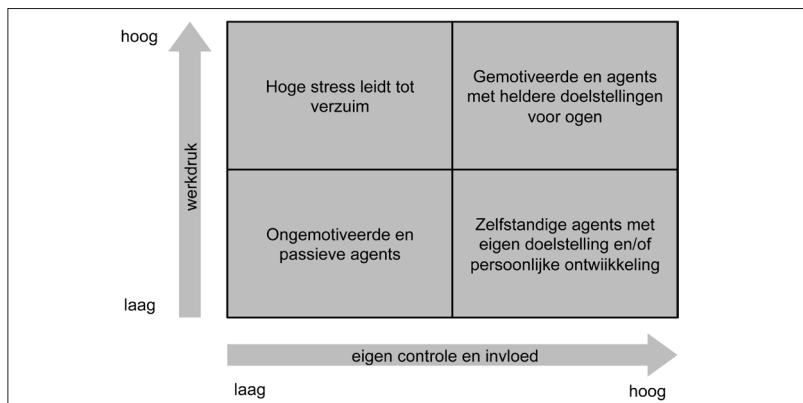 hoog
werkdruk
laag
Hoge stress leidt tot
verzuim
Gemotiveerde en agents
met heldere doelstellingen
voor ogen
Ongemotiveerde en
passieve agents
Zelfstandige agents met
eigen doelstelling en/of
persoonlijke ontwikkeling
eigen controle en invloed
laag
hoog